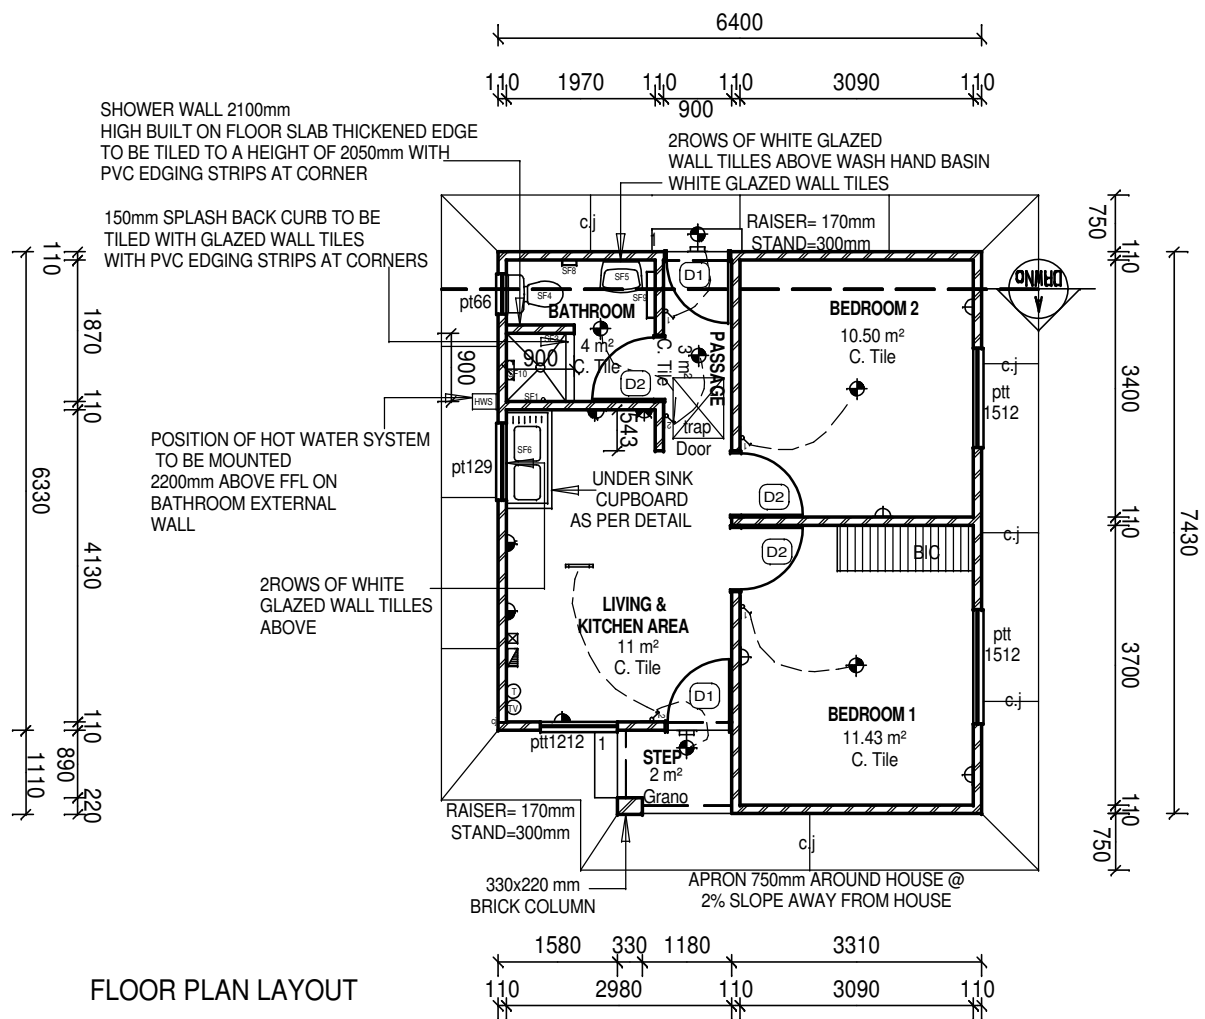 6400
110 1970 110 110 3090 110
900
SHOWER WALL 2100mm
HIGH BUILT ON FLOOR SLAB THICKENED EDGE
TO BE TILED TO A HEIGHT OF 2050mm WITH
PVC EDGING STRIPS AT CORNER
2ROWS OF WHITE GLAZED
WALL TILLES ABOVE WASH HAND BASIN
WHITE GLAZED WALL TILES
150mm SPLASH BACK CURB TO BE
TILED WITH GLAZED WALL TILES
WITH PVC EDGING STRIPS AT CORNERS
c.j
RAISER= 170mm
STAND=300mm
1
750
110
110
1870
900
110
6330
4130
110
890
1110
220
SF8
SF5
SF4
SF9
D1
pt66
BATHROOM
4 m²
C. Tile
900
SF10
SF1
D2
HWS
PASSAGE
3 m²
C. Tile
trap
Door
543
BEDROOM 2
10.50 m²
C. Tile
DRWNG
c.j
ptt
1512
3400
110
7430
3700
110
750
POSITION OF HOT WATER SYSTEM
TO BE MOUNTED
2200mm ABOVE FFL ON
BATHROOM EXTERNAL
WALL
pt129
SF6
UNDER SINK
CUPBOARD
AS PER DETAIL
D2
D2
BIC
c.j
2ROWS OF WHITE
GLAZED WALL TILLES
ABOVE
LIVING &
KITCHEN AREA
11 m²
C. Tile
ptt
1512
c.j
T
TV
D1
BEDROOM 1
11.43 m²
C. Tile
ptt1212
1
STEP
2 m²
Grano
RAISER= 170mm
STAND=300mm
c.j
330x220 mm
BRICK COLUMN
APRON 750mm AROUND HOUSE @
2% SLOPE AWAY FROM HOUSE
1580 330 1180 3310
FLOOR PLAN LAYOUT
110 2980 110 3090 110